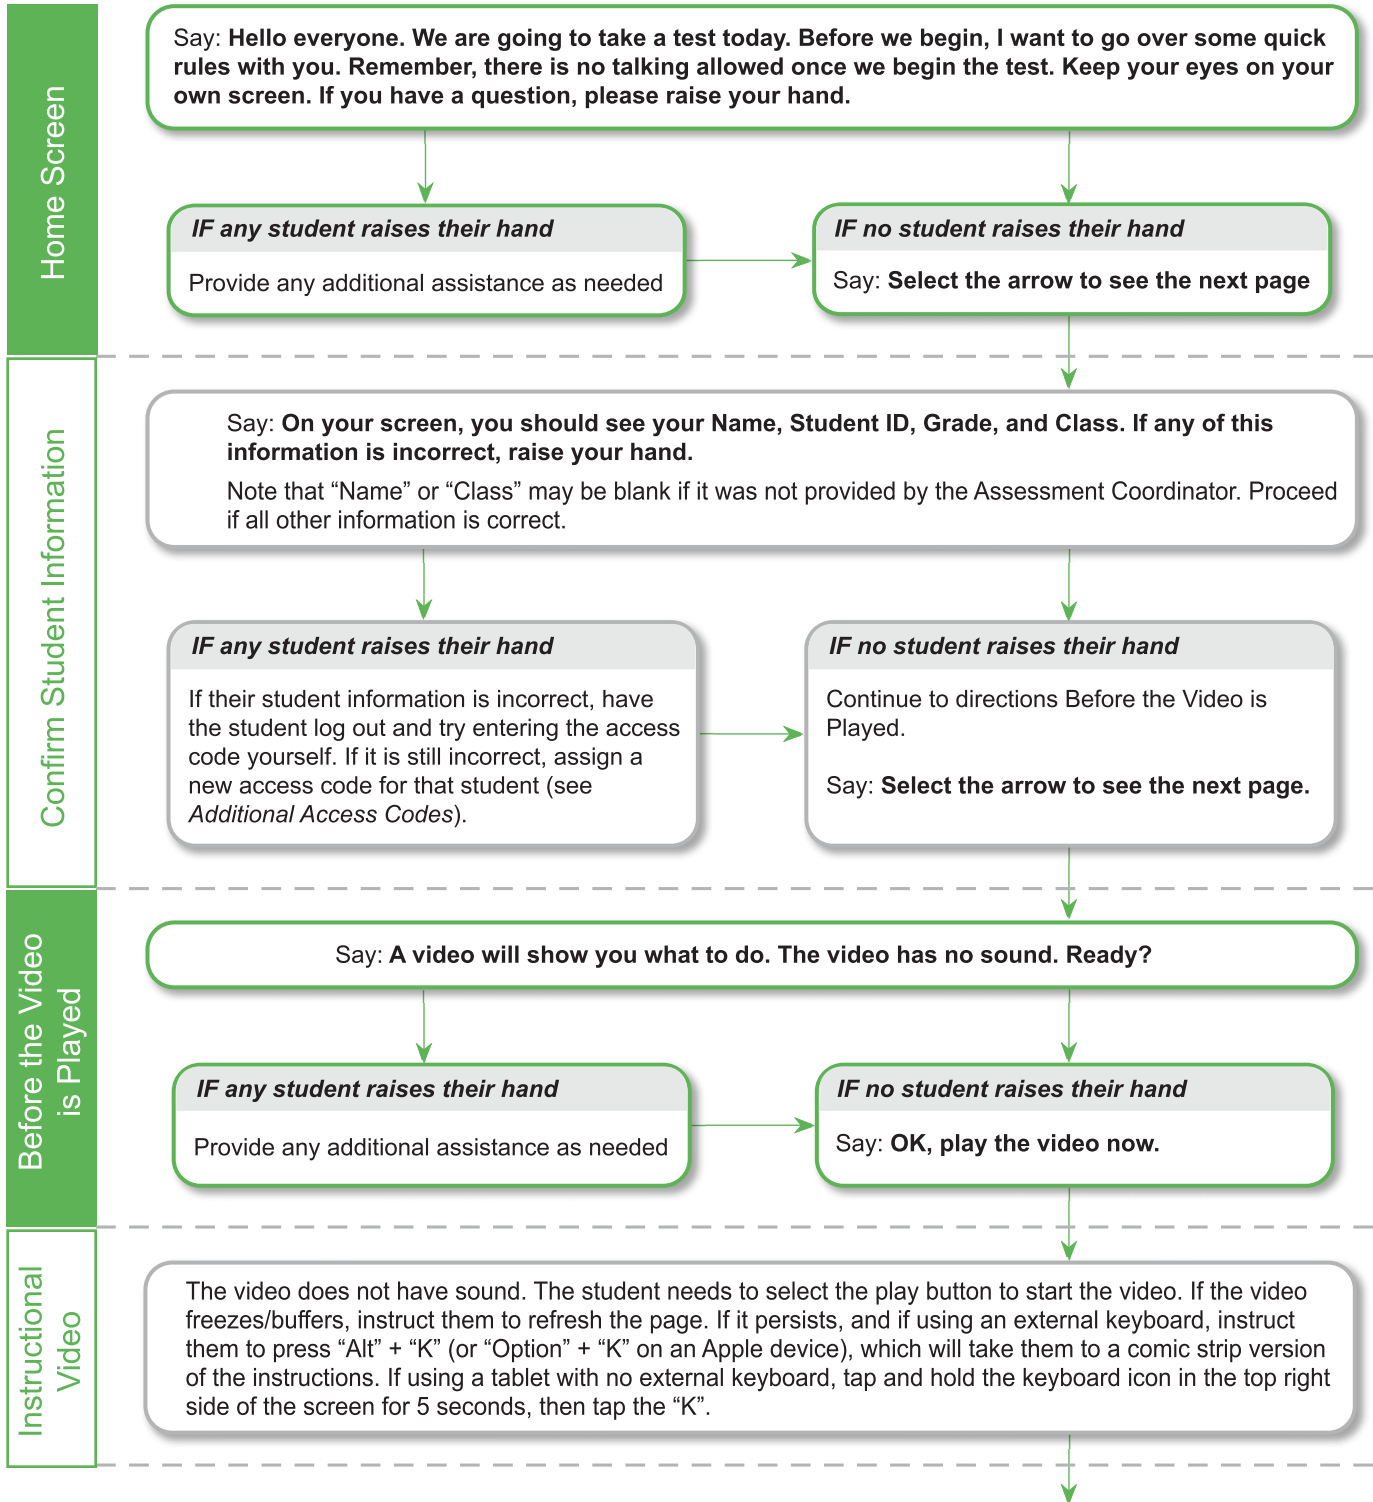 Home Screen
Say: Hello everyone. We are going to take a test today. Before we begin, I want to go over some quick
rules with you. Remember, there is no talking allowed once we begin the test. Keep your eyes on your
own screen. If you have a question, please raise your hand.
IF any student raises their hand
Provide any additional assistance as needed
IF no student raises their hand
Say: Select the arrow to see the next page
Confirm Student Information
Say: On your screen, you should see your Name, Student ID, Grade, and Class. If any of this
information is incorrect, raise your hand.
Note that “Name” or “Class” may be blank if it was not provided by the Assessment Coordinator. Proceed
if all other information is correct.
IF any student raises their hand
If their student information is incorrect, have
the student log out and try entering the access
code yourself. If it is still incorrect, assign a
new access code for that student (see
Additional Access Codes).
IF no student raises their hand
Continue to directions Before the Video is
Played.
Say: Select the arrow to see the next page.
Before the Video
is Played
Say: A video will show you what to do. The video has no sound. Ready?
IF any student raises their hand
Provide any additional assistance as needed
IF no student raises their hand
Say: OK, play the video now.
Instructional
Video
The video does not have sound. The student needs to select the play button to start the video. If the video
freezes/buffers, instruct them to refresh the page. If it persists, and if using an external keyboard, instruct
them to press “Alt” + “K” (or “Option” + “K” on an Apple device), which will take them to a comic strip version
of the instructions. If using a tablet with no external keyboard, tap and hold the keyboard icon in the top right
side of the screen for 5 seconds, then tap the “K”.